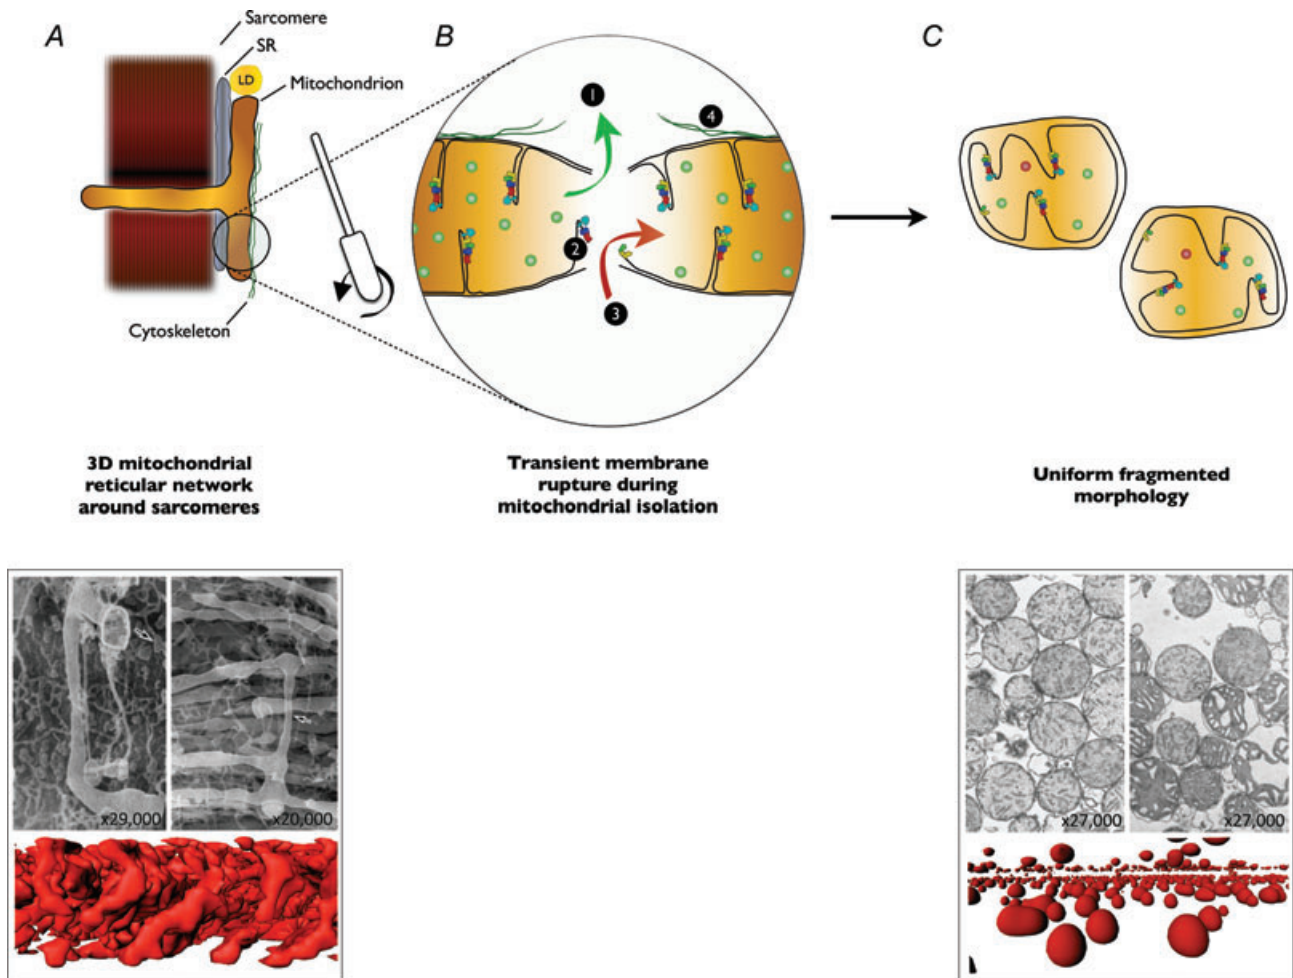 A
B
C
Sarcomere
SR
LD
Mitochondrion
Cytoskeleton
1
4
2
3
3D mitochondrial
reticular network
around sarcomeres
Transient membrane
rupture during
mitochondrial isolation
Uniform fragmented
morphology
x29,000
x20,000
x27,000
x27,000